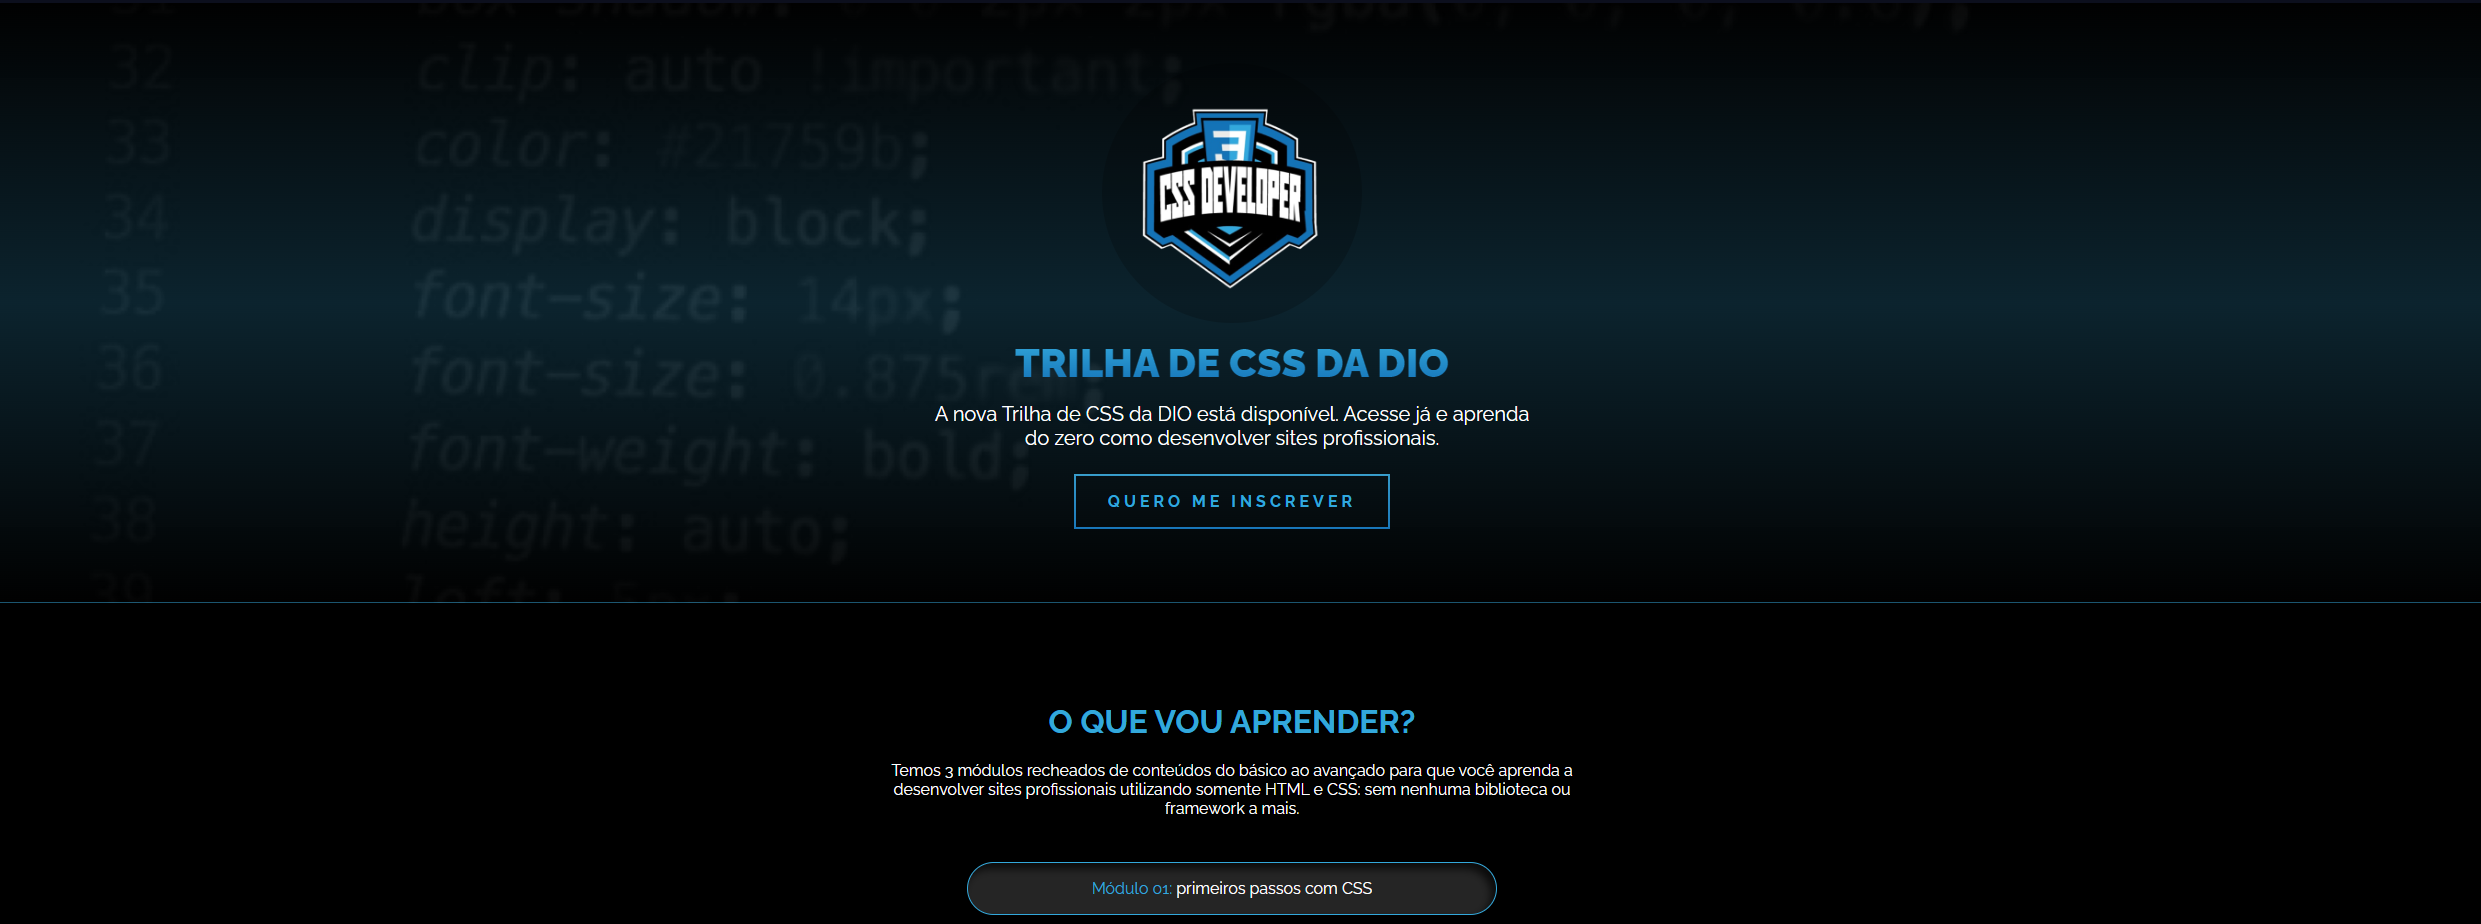 32 clip: auto !important;
33 color: #21759b;
34 display: block;
35 font-size: 14px;
36 font-size: 0.875rem;
37 font-weight: bold;
38 height: auto;
39 left: 5px;
3
CSS DEVELOPER
TRILHA DE CSS DA DIO
A nova Trilha de CSS da DIO está disponível. Acesse já e aprenda
do zero como desenvolver sites profissionais.
QUERO ME INSCREVER
O QUE VOU APRENDER?
Temos 3 módulos recheados de conteúdos do básico ao avançado para que você aprenda a
desenvolver sites profissionais utilizando somente HTML e CSS: sem nenhuma biblioteca ou
framework a mais.
Módulo 01: primeiros passos com CSS